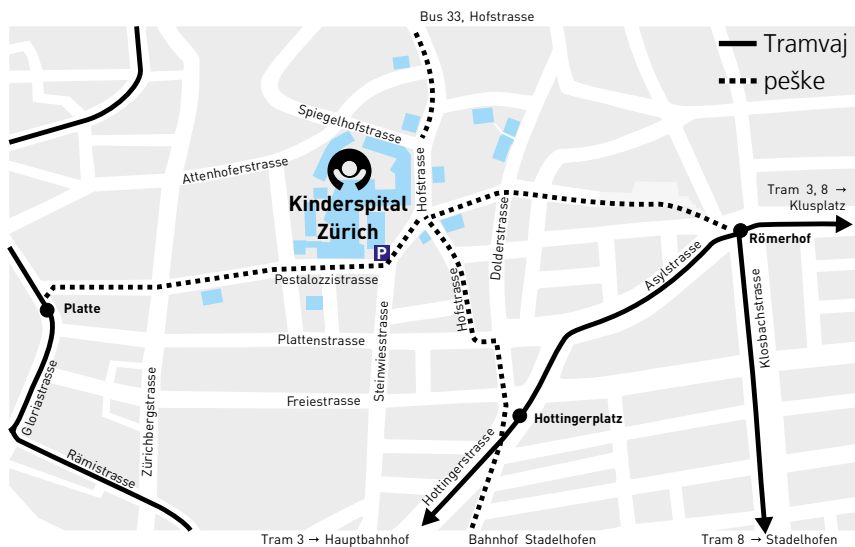 Bus 33, Hofstrasse
Tramvaj
peške
Spiegelhofstrasse
Attenhoferstrasse
Hofstrasse
Kinderspital
Zürich
P
Dolderstrasse
Tram 3, 8 →
Klusplatz
Römerhof
Asylstrasse
Pestalozzistrasse
Hofstrasse
Platte
Plattenstrasse
Steinwiesstrasse
Klosbachstrasse
Gloriastrasse
Zürichbergstrasse
Freiestrasse
Hottingerplatz
Hottingerstrasse
Rämistrasse
Tram 3 → Hauptbahnhof
Bahnhof Stadelhofen
Tram 8 → Stadelhofen